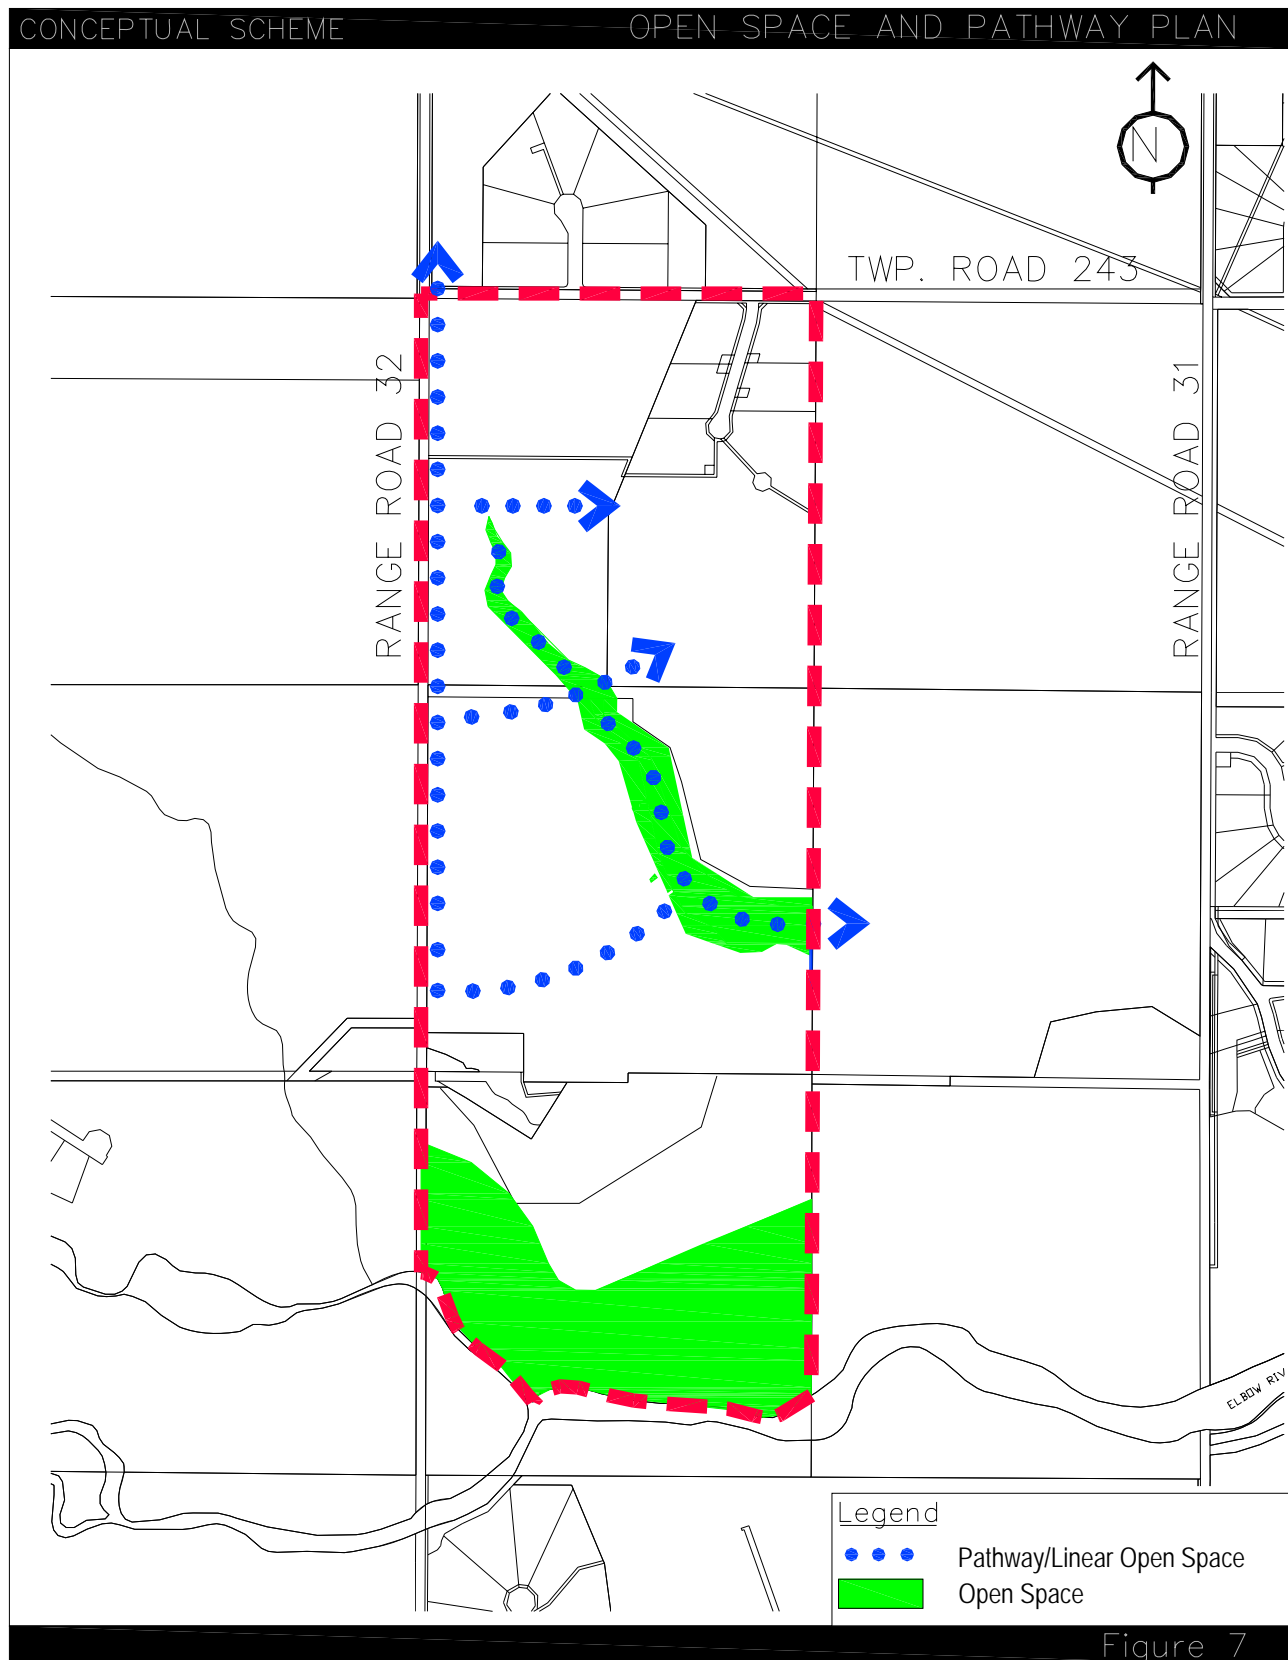 CONCEPTUAL SCHEME
OPEN SPACE AND PATHWAY PLAN
N
TWP. ROAD 243
RANGE ROAD 32
RANGE ROAD 31
ELBOW RIV
Legend
Pathway/Linear Open Space
Open Space
Figure 7